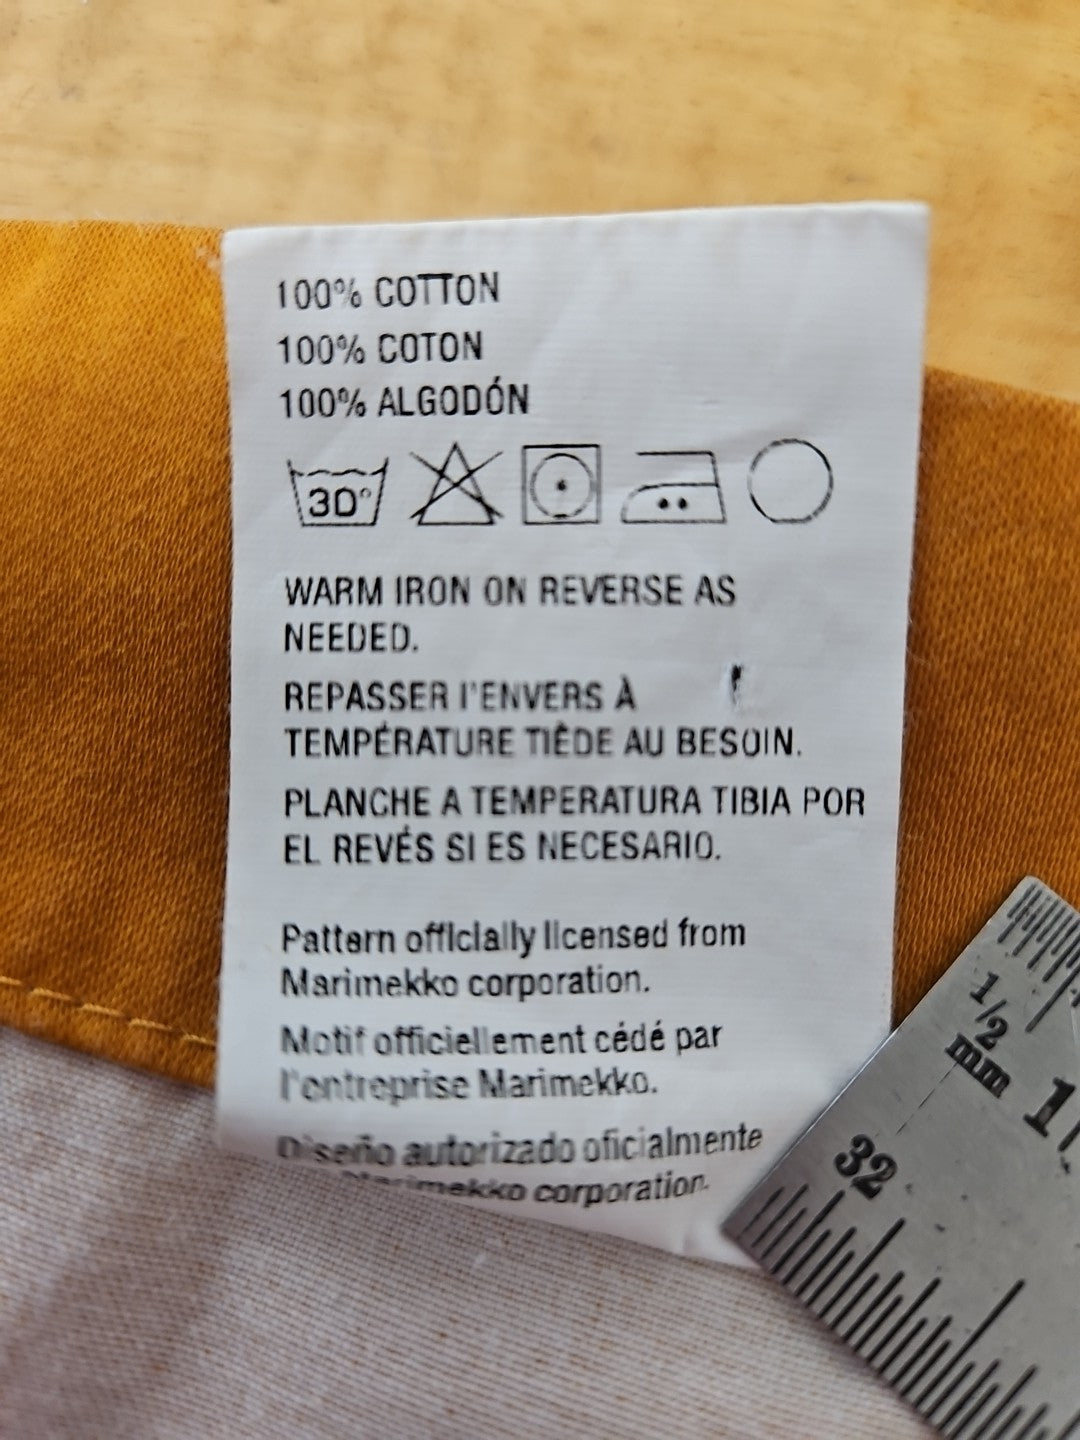 100% COTTON
100% COTON
100% ALGODÓN
30°
WARM IRON ON REVERSE AS
NEEDED.
REPASSER l'ENVERS À
TEMPÉRATURE TIÈDE AU BESOIN.
PLANCHE A TEMPERATURA TIBIA POR
EL REVÉS SI ES NECESARIO.
Pattern officially licensed from
Marimekko corporation.
Motif officiellement cédé par
l'entreprise Marimekko.
Diseño autorizado oficialmente
Marimekko corporation.
1/2
mm
1
32